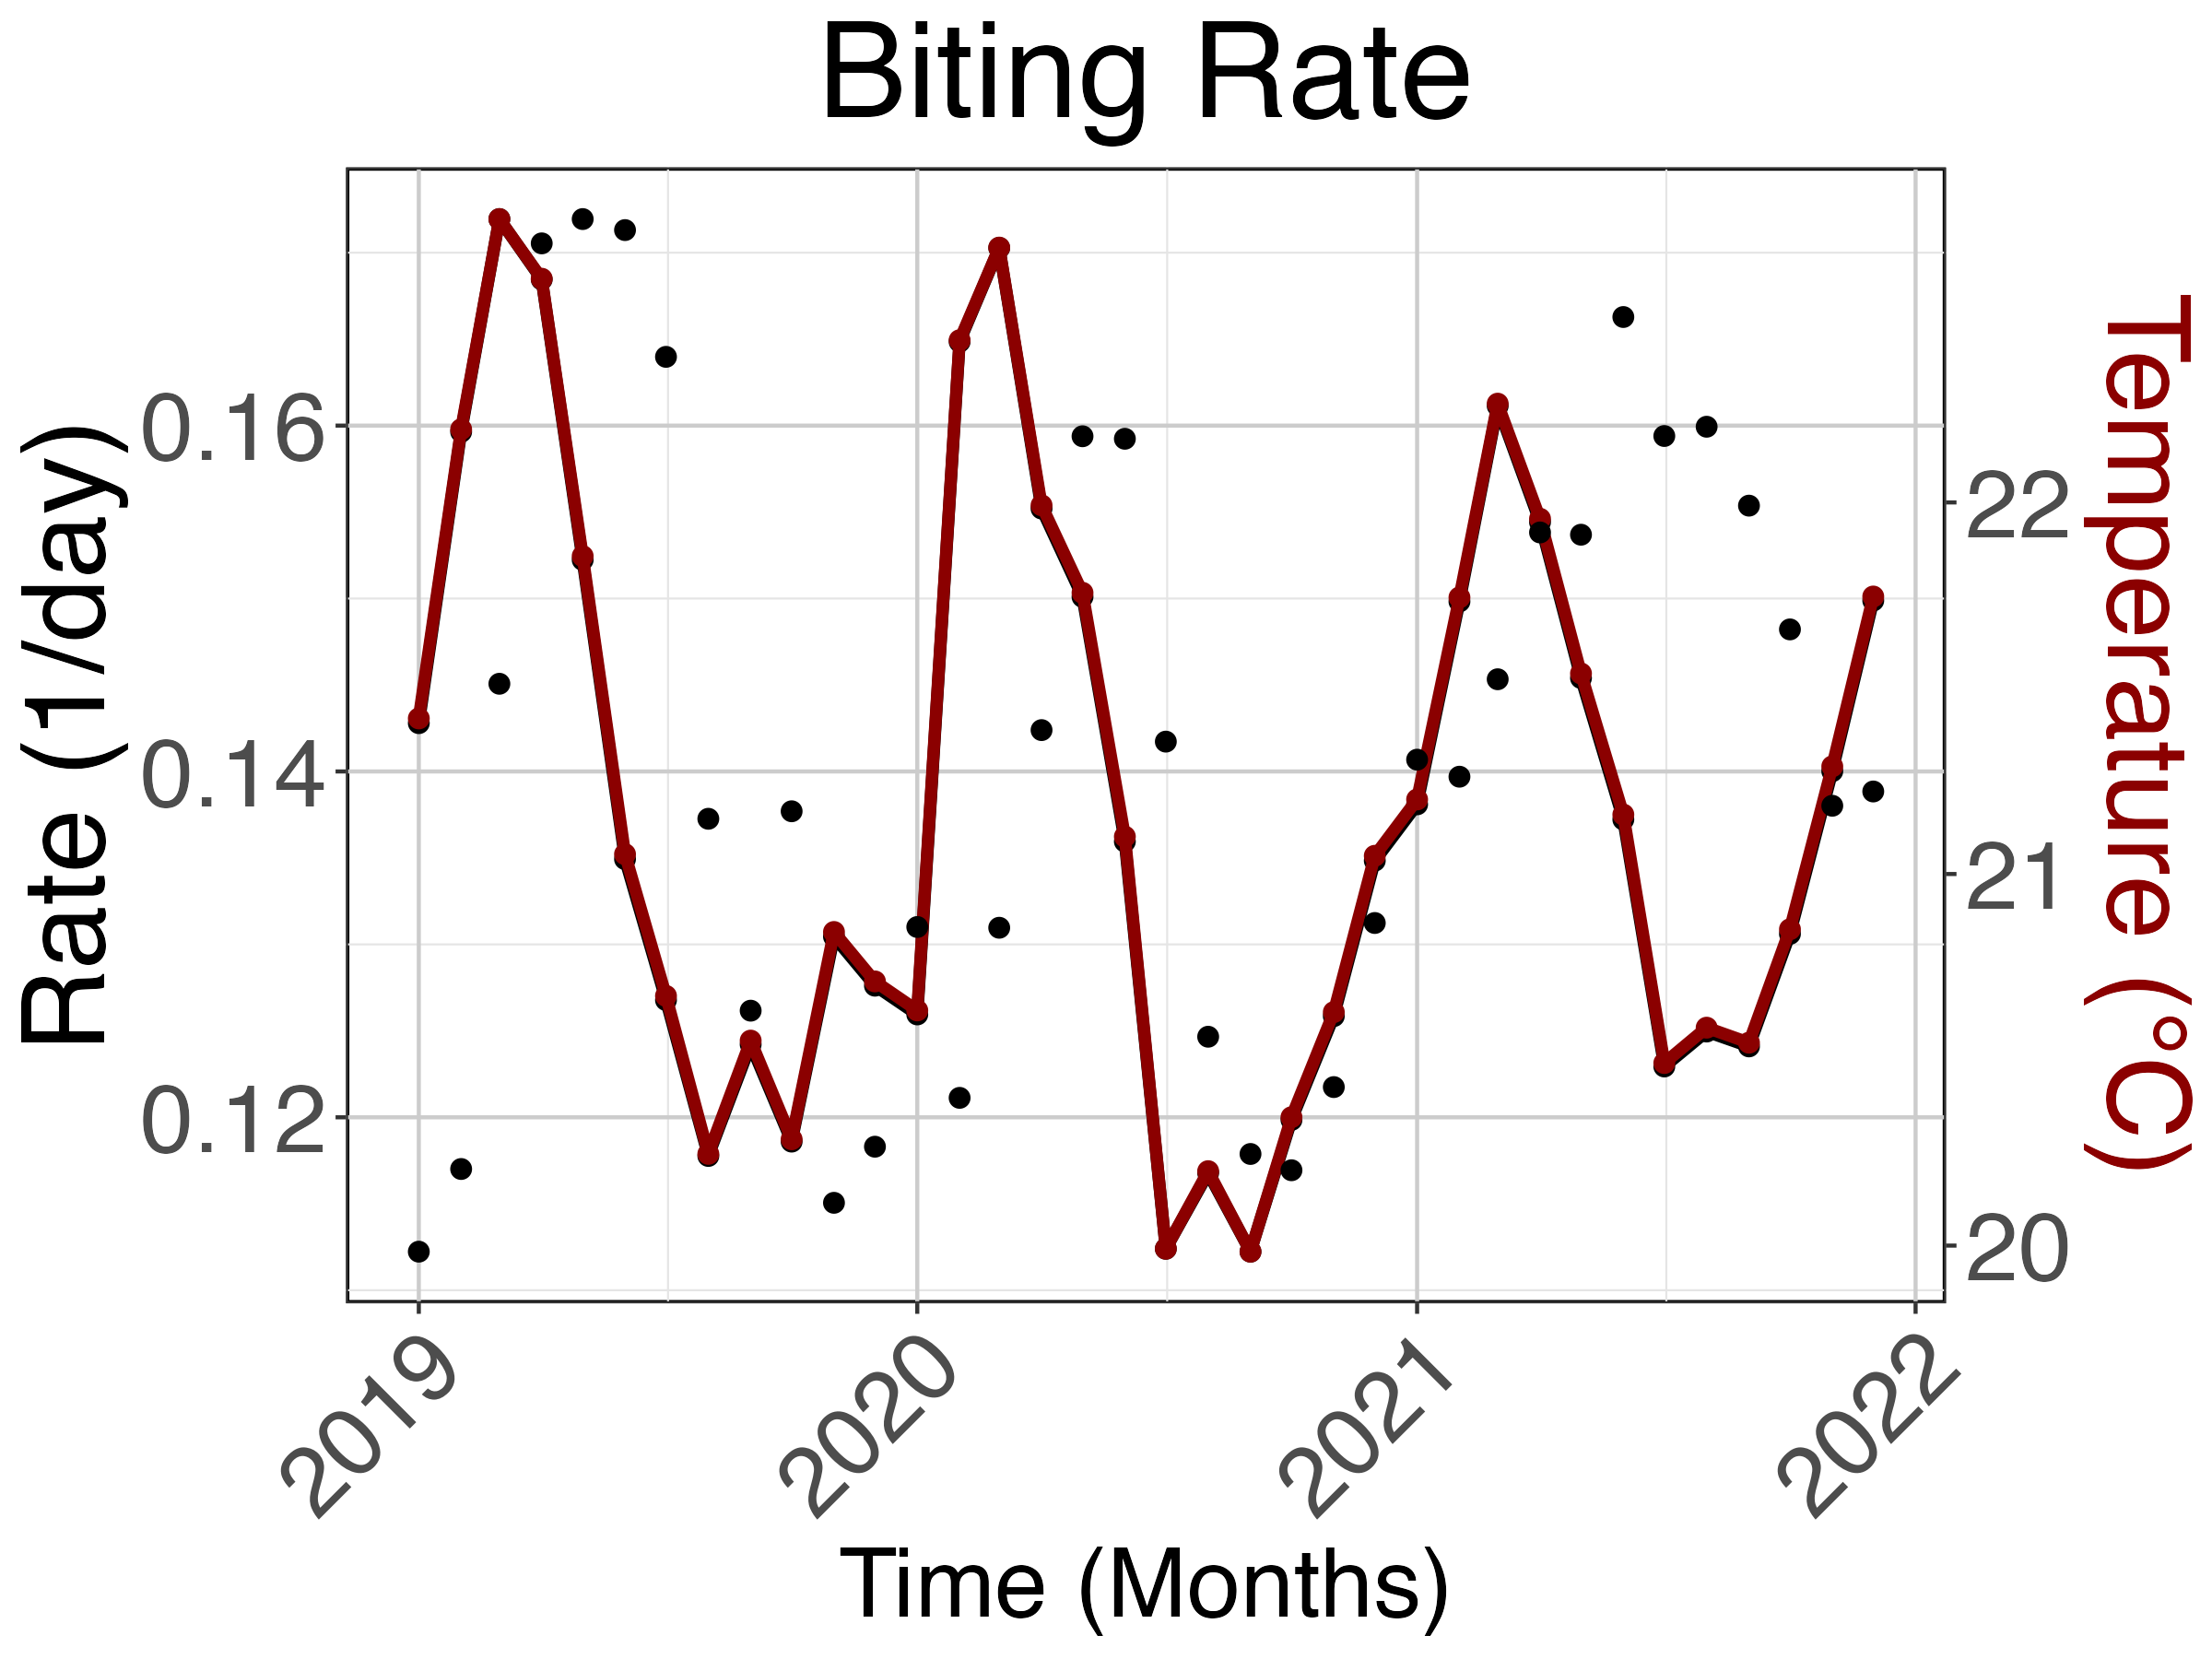 Biting Rate
Rate (1/day)
0.16
0.14
0.12
22
21
20
Temperature (°C)
2019
2020
2021
2022
Time (Months)